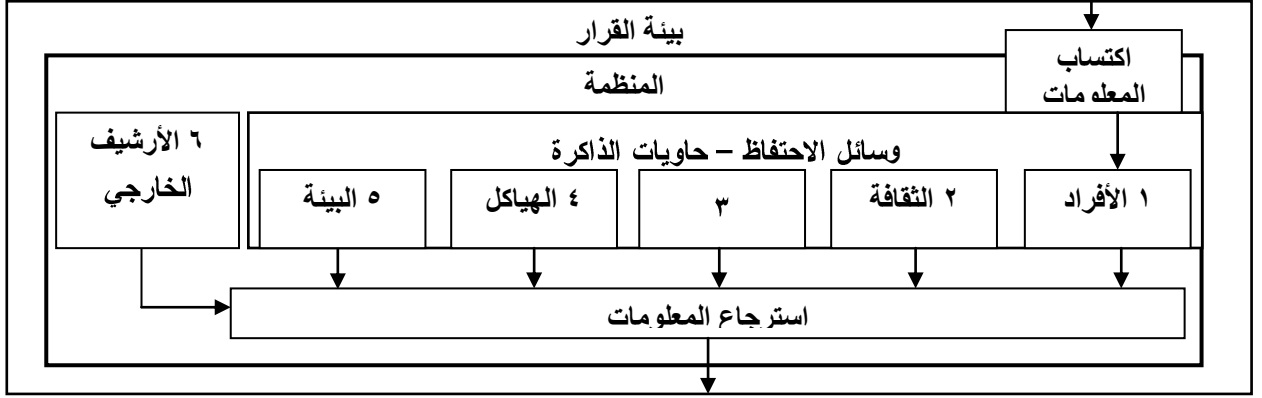 بيئة القرار
اكتساب
المعلومات
المنظمة
وسائل الاحتفاظ – حاويات الذاكرة
١ الأفراد
٢ الثقافة
٣
٤ الهياكل
٥ البيئة
٦ الأرشيف
الخارجي
استرجاع المعلومات